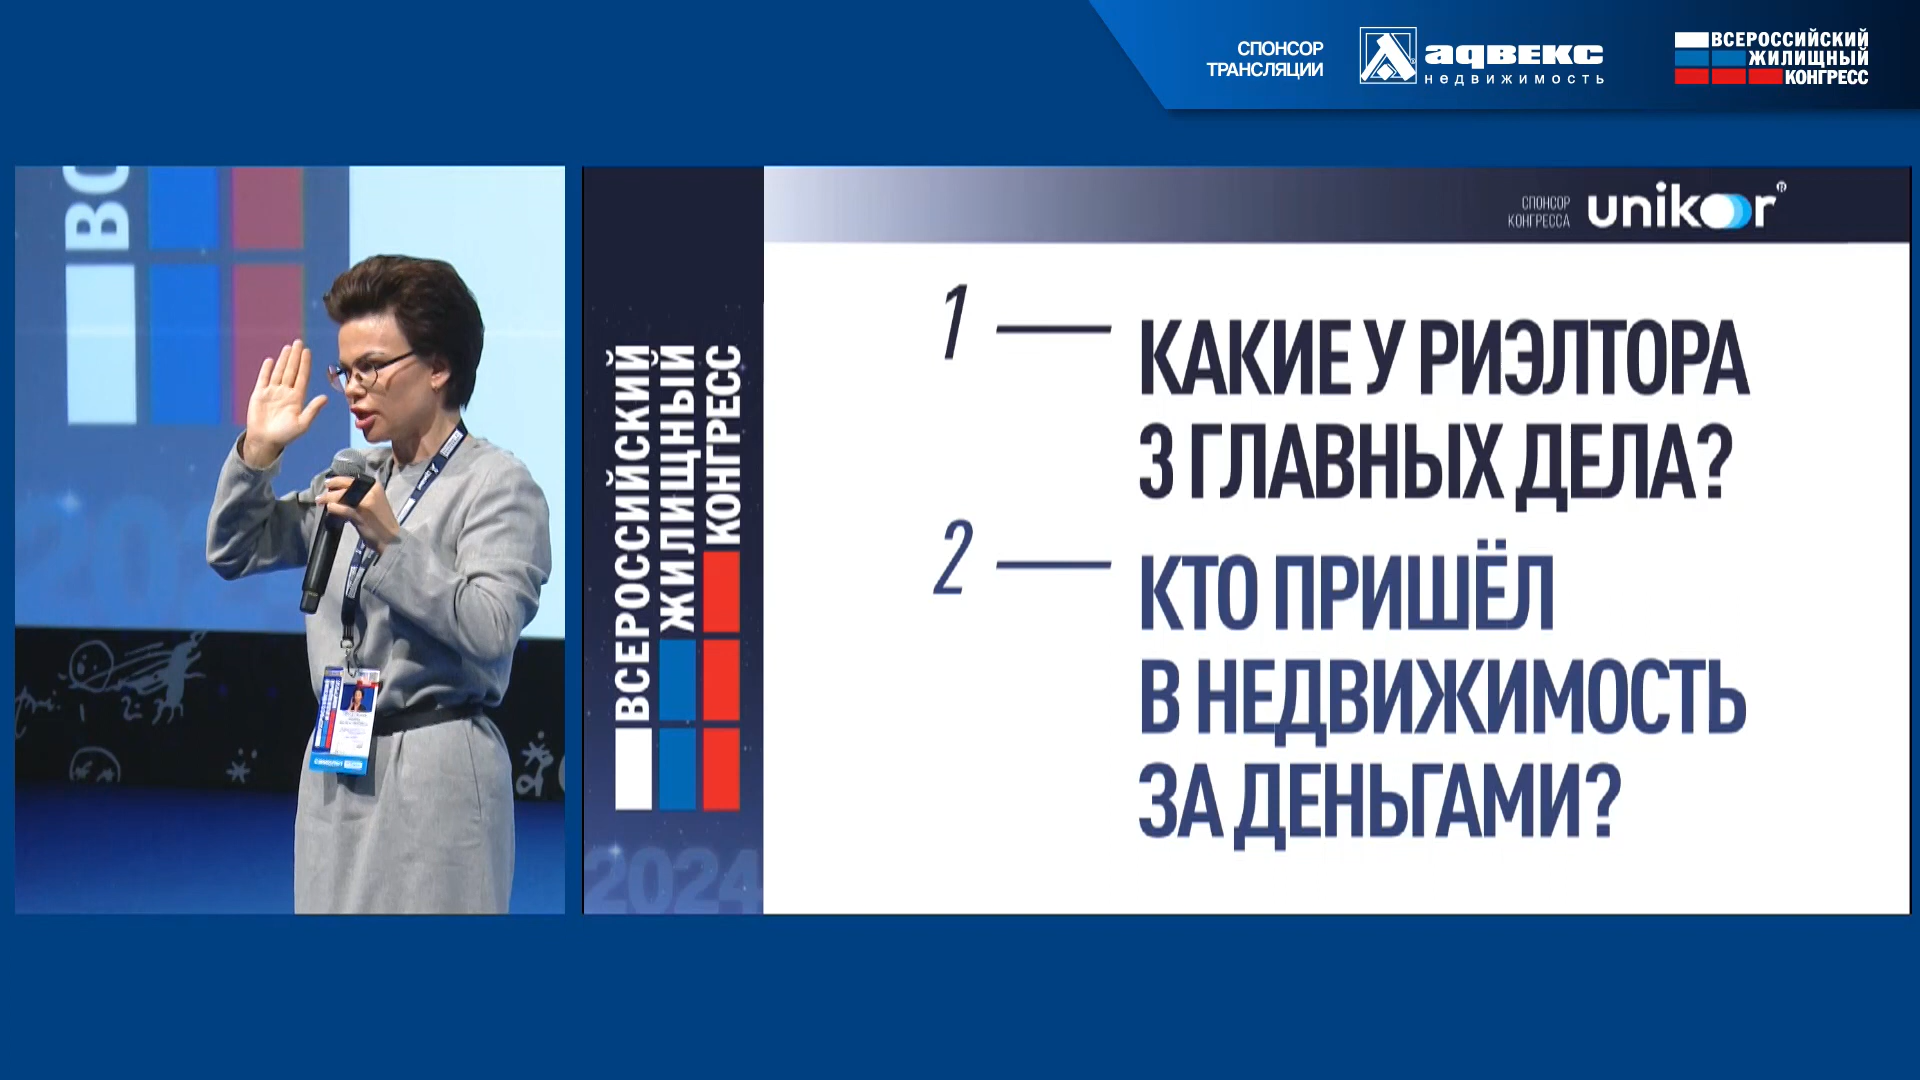 СПОНСОР
ТРАНСЛЯЦИИ
адвекс
недвижимость
ВСЕРОССИЙСКИЙ
ЖИЛИЩНЫЙ
КОНГРЕСС
ВС
ВСЕРОССИЙСКИЙ
ЖИЛИЩНЫЙ
КОНГРЕСС
2024
СПОНСОР
КОНГРЕССА
unikor®
1 — КАКИЕ У РИЭЛТОРА
3 ГЛАВНЫХ ДЕЛА?
2 — КТО ПРИШЁЛ
В НЕДВИЖИМОСТЬ
ЗА ДЕНЬГАМИ?